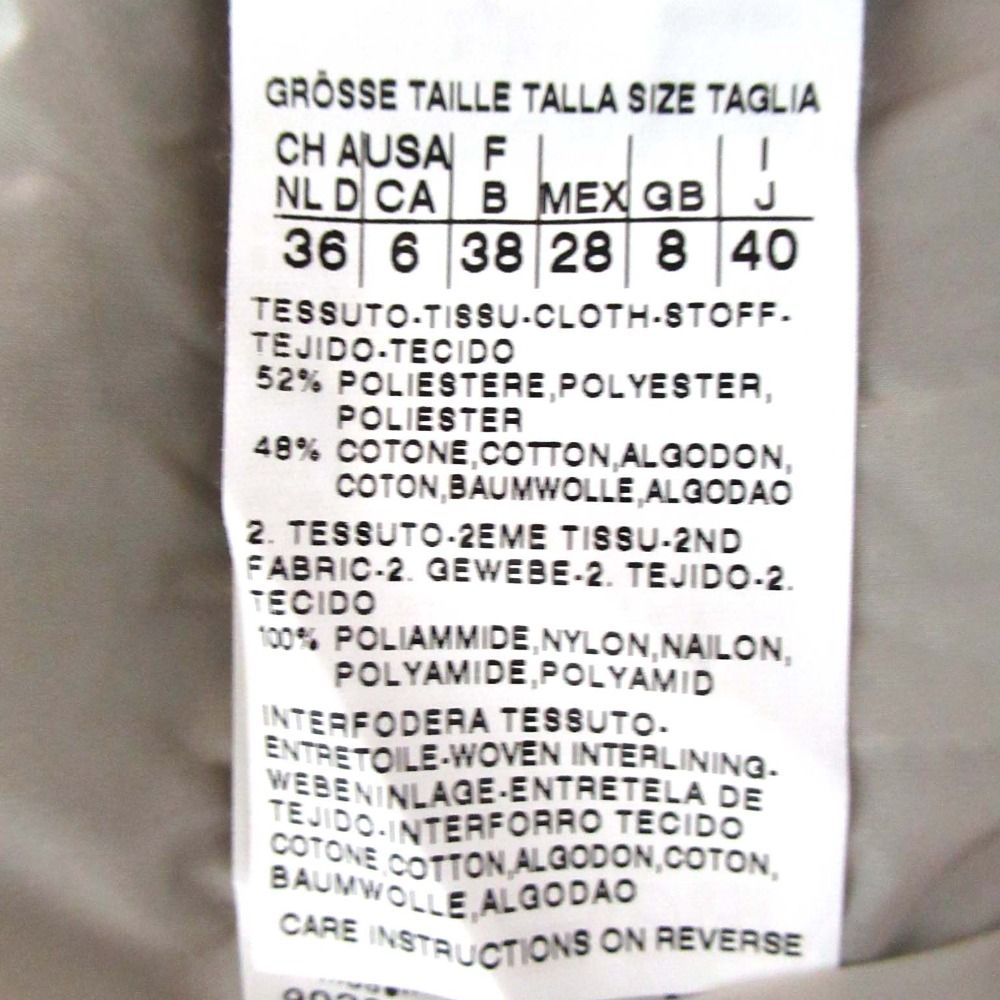 GRÖSSE TAILLE TALLA SIZE TAGLIA
CH A USA F I
NL D CA B MEX GB J
36 6 38 28 8 40
TESSUTO-TISSU-CLOTH-STOFF-
TEJIDO-TECIDO
52% POLIESTERE,POLYESTER,
POLIESTER
48% COTONE,COTTON,ALGODON,
COTON,BAUMWOLLE,ALGODAO
2. TESSUTO-2EME TISSU-2ND
FABRIC-2. GEWEBE-2. TEJIDO-2.
TECIDO
100% POLIAMMIDE,NYLON,NAILON,
POLYAMIDE,POLYAMID
INTERFODERA TESSUTO-
ENTRETOILE-WOVEN INTERLINING-
WEBENINLAGE-ENTRETELA DE
TEJIDO-INTERFORRO TECIDO
COTONE,COTTON,ALGODON,COTON,
BAUMWOLLE,ALGODAO
CARE INSTRUCTIONS ON REVERSE